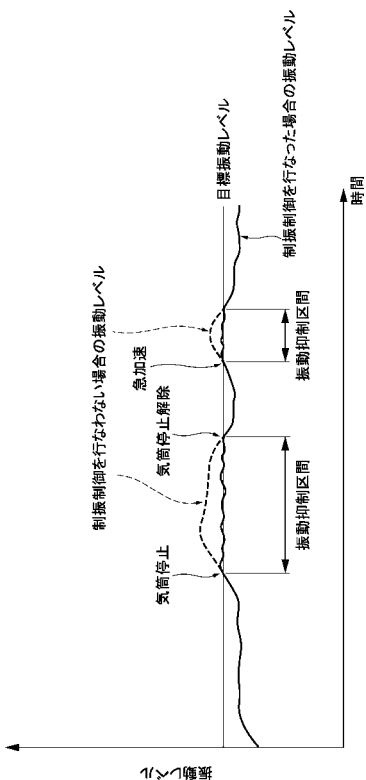 振動レベル
制振制御を行なわない場合の振動レベル
気筒停止
気筒停止解除
急加速
目標振動レベル
振動抑制区間
振動抑制区間
制振制御を行なった場合の振動レベル
時間